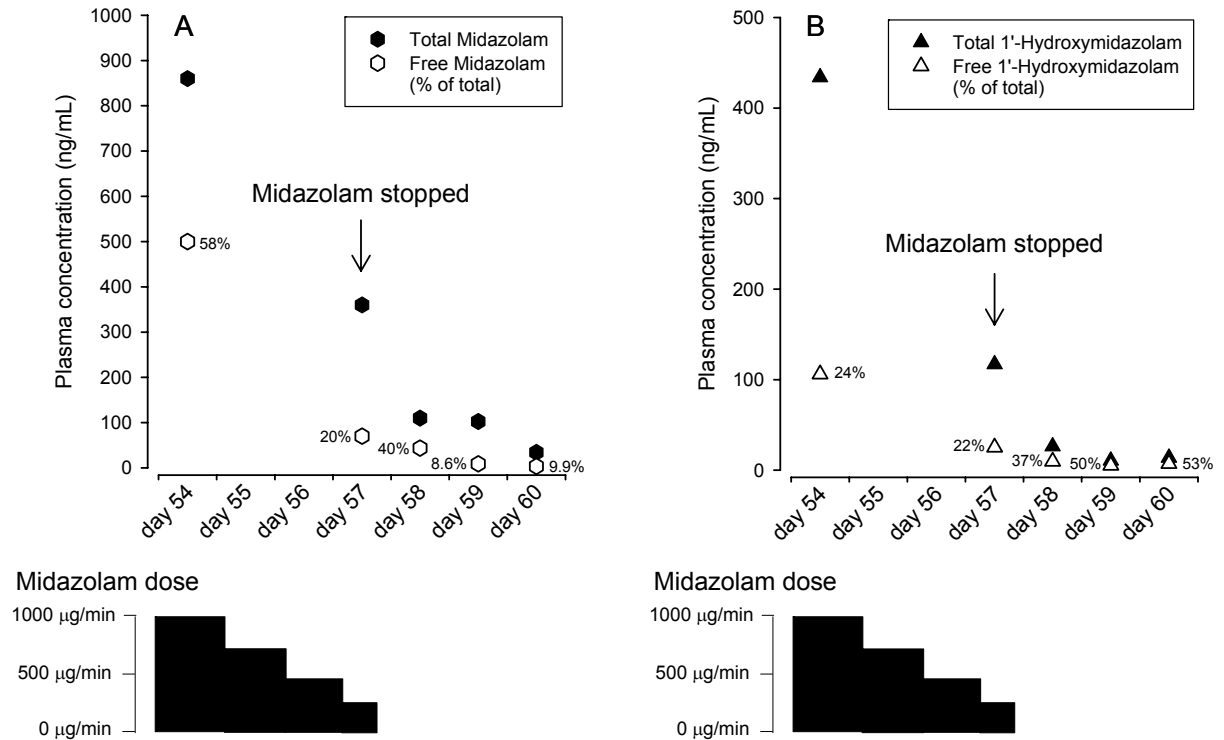 A
Total Midazolam
Free Midazolam
(% of total)
Plasma concentration (ng/mL)
1000
900
800
700
600
500
400
300
200
100
0
Midazolam stopped
58%
20%
40%
8.6%
9.9%
day 54
day 55
day 56
day 57
day 58
day 59
day 60
Midazolam dose
1000 µg/min
500 µg/min
0 µg/min
B
Total 1'-Hydroxymidazolam
Free 1'-Hydroxymidazolam
(% of total)
Plasma concentration (ng/mL)
500
400
300
200
100
0
Midazolam stopped
24%
22%
37%
50%
53%
day 54
day 55
day 56
day 57
day 58
day 59
day 60
Midazolam dose
1000 µg/min
500 µg/min
0 µg/min